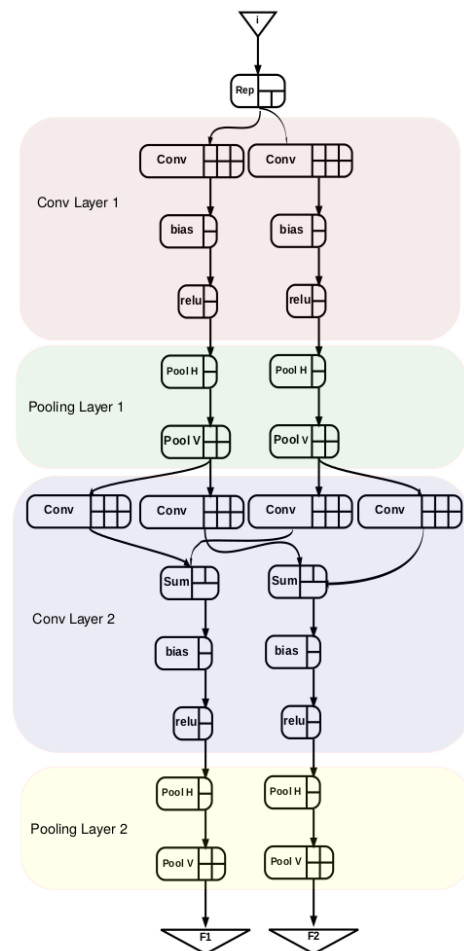 i
Rep
Conv Conv
Conv Layer 1
bias bias
relu relu
Pool H Pool H
Pooling Layer 1
Pool V Pool V
Conv Conv Conv Conv
Sum Sum
Conv Layer 2
bias bias
relu relu
Pool H Pool H
Pooling Layer 2
Pool V Pool V
F1 F2